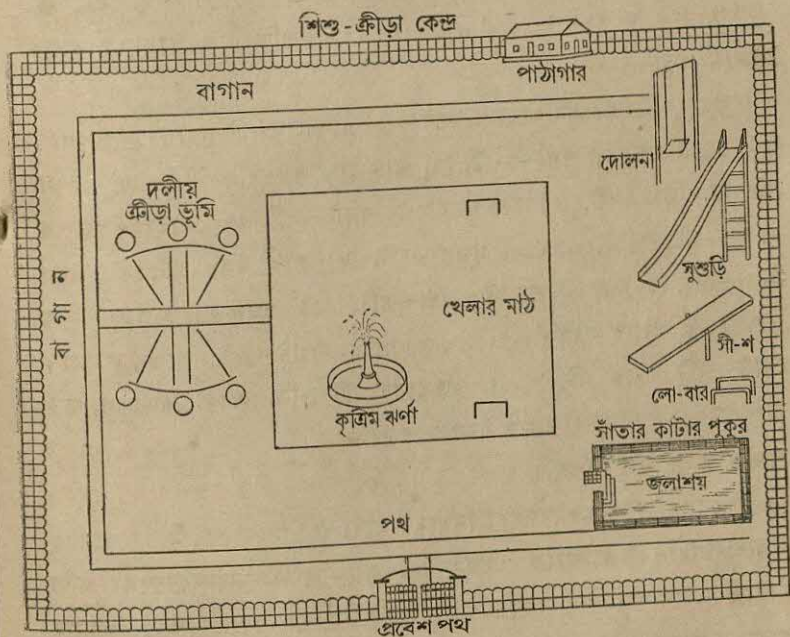 শিশু-ক্রীড়া কেন্দ্র
পাঠাগার
বাগান
দোলনা
দলীয়
ক্রীড়া ভূমি
সুশুড়ি
বাগান
খেলার মাঠ
সী-শ
লো-বার
কৃত্রিম ঝর্ণা
সাঁতার কাটার পুকুর
জলাশয়
পথ
প্রবেশ পথ